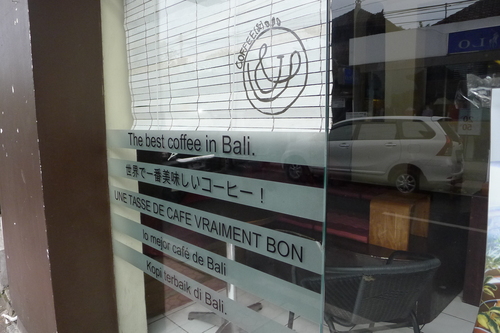 The best coffee in Bali.
世界で一番美味しいコーヒー！
UNE TASSE DE CAFE VRAIMENT BON
lo mejor café de Bali
Kopi terbaik di Bali.